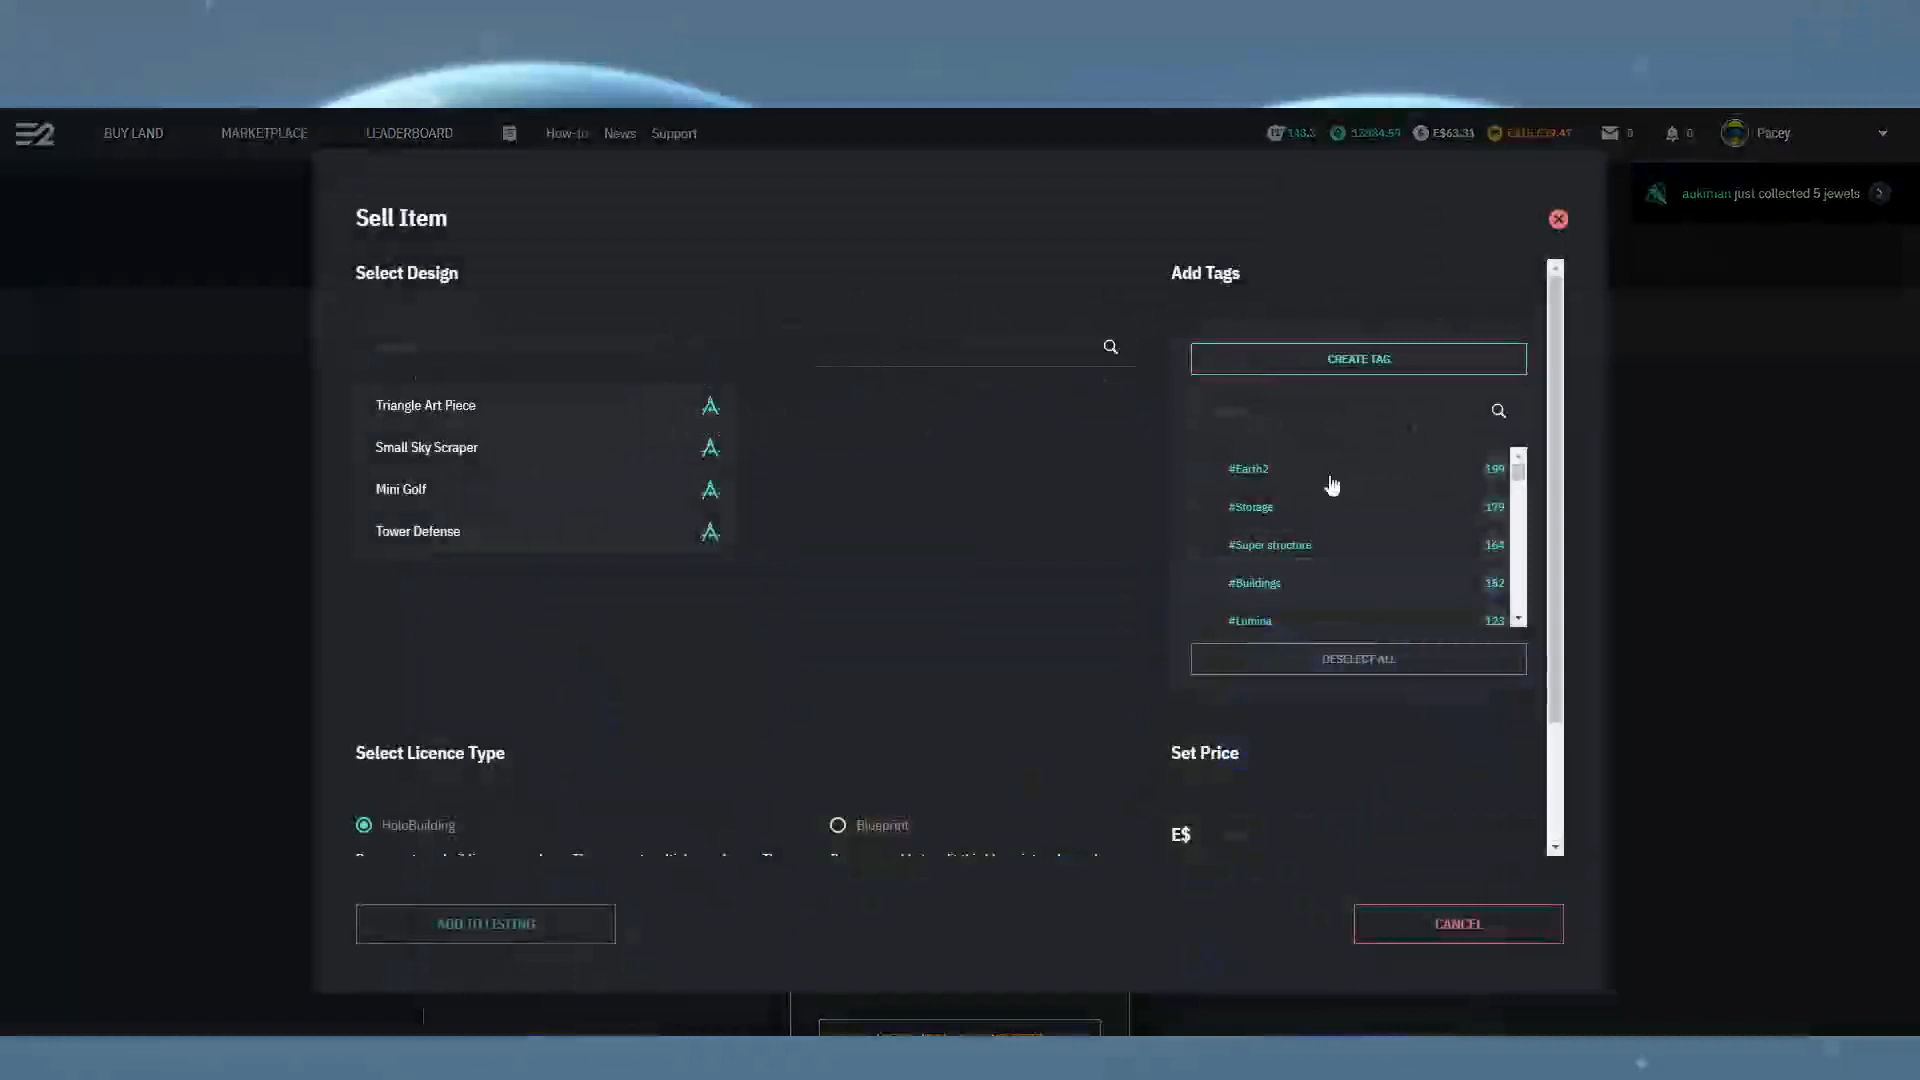 BUY LAND
MARKETPLACE
LEADERBOARD
How-to
News
Support
E$63.31
0
0
Pacey
aukiman just collected 5 jewels
Sell Item
Select Design
Add Tags
CREATE TAG
Triangle Art Piece
Small Sky Scraper
Mini Golf
Tower Defense
#Earth2 199
#Storage 179
#Super structure 164
#Buildings 152
#Lumina 123
DESELECT ALL
Select Licence Type
Set Price
HoloBuilding
Blueprint
E$
ADD TO LISTING
CANCEL